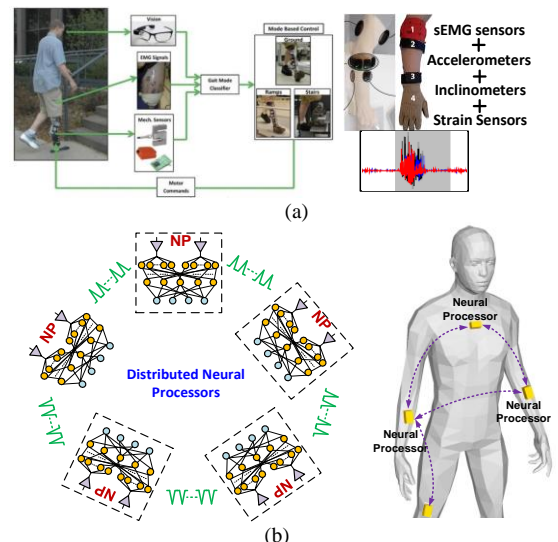 Vision
EMG Signals
Mech. Sensors
Gait Mode
Classifier
Mode Based Control
Ground
Ramps
Stairs
Motor
Commands
1
2
3
4
sEMG sensors
+
Accelerometers
+
Inclinometers
+
Strain Sensors
(a)
NP
NP
NP
NP
NP
Distributed Neural
Processors
Neural
Processor
Neural
Processor
Neural
Processor
(b)